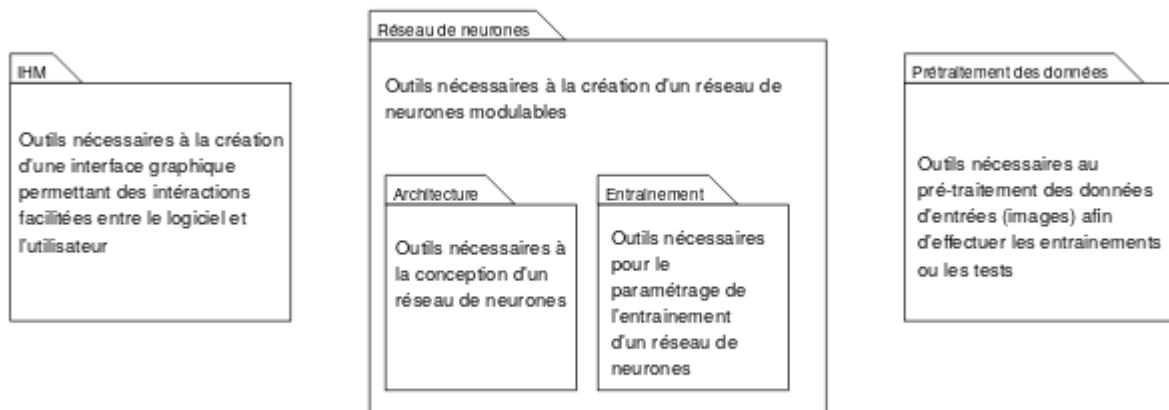 IHM
Outils nécessaires à la création
d'une interface graphique
permettant des intéractions
facilitées entre le logiciel et
l'utilisateur
Réseau de neurones
Outils nécessaires à la création d'un réseau de
neurones modulables
Architecture
Outils nécessaires à
la conception d'un
réseau de neurones
Entraînement
Outils nécessaires
pour le
paramétrage de
l'entrainement
d'un réseau de
neurones
Prétraitement des données
Outils nécessaires au
pré-traitement des données
d'entrées (images) afin
d'effectuer les entrainements
ou les tests